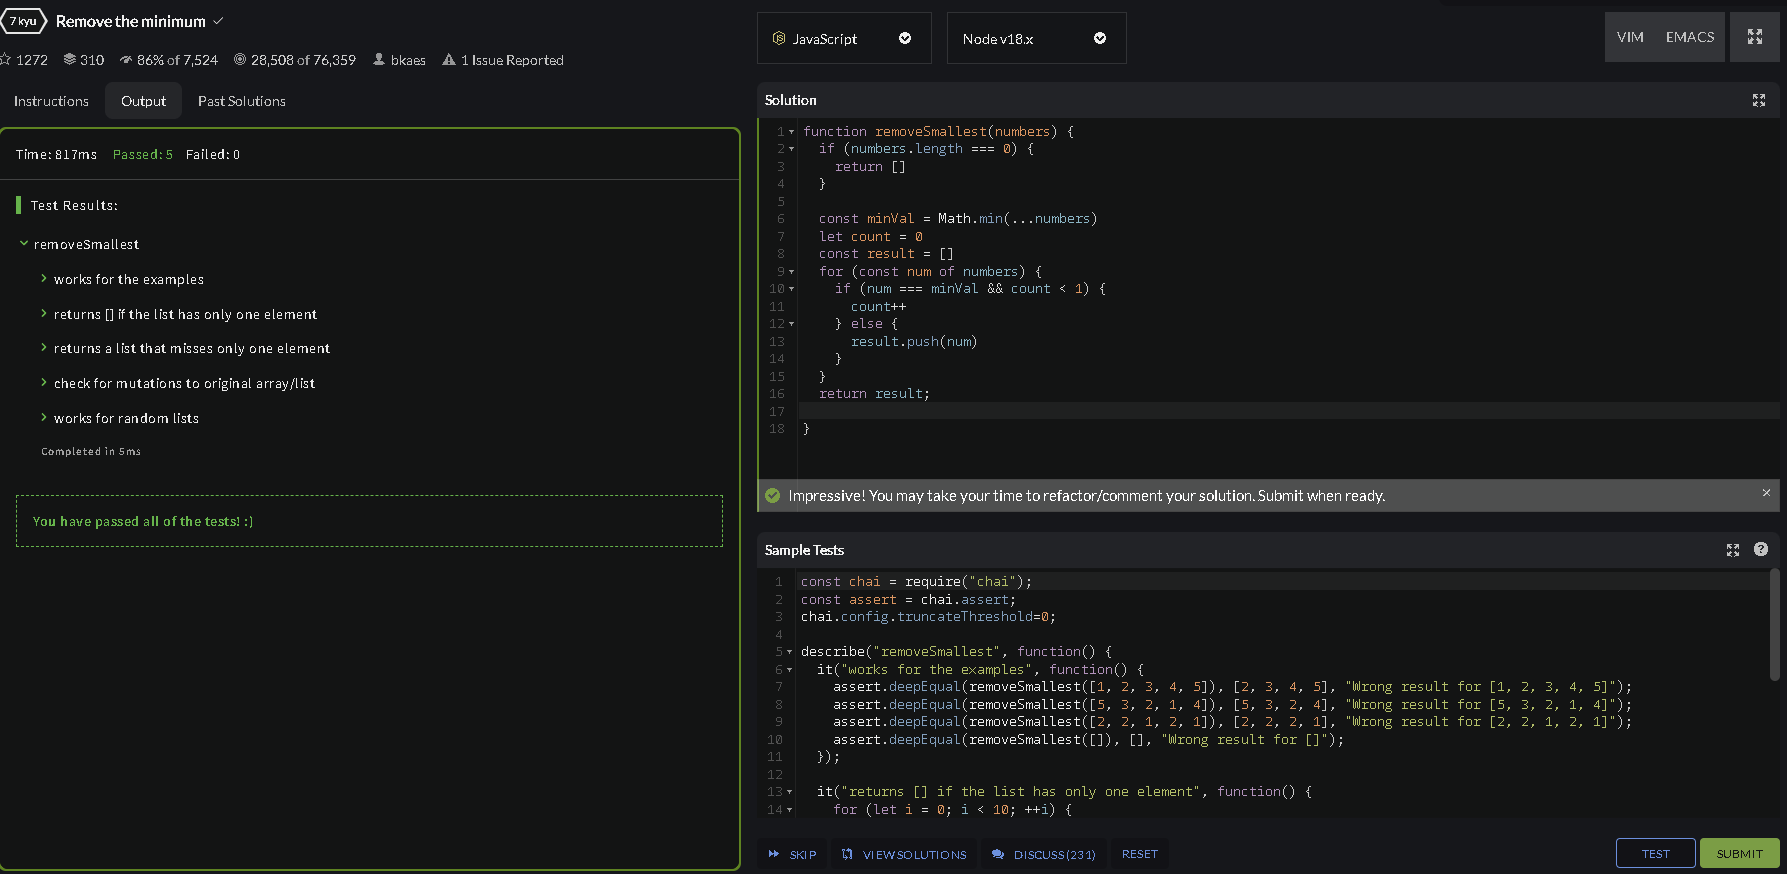 7 kyu Remove the minimum
1272 310 86% of 7,524 28,508 of 76,359 bkaes 1 Issue Reported
Instructions Output Past Solutions
Time: 817ms Passed: 5 Failed: 0
Test Results:
removeSmallest
works for the examples
returns [] if the list has only one element
returns a list that misses only one element
check for mutations to original array/list
works for random lists
Completed in 5ms
You have passed all of the tests! :)
JavaScript Node v18.x VIM EMACS
Solution
1 function removeSmallest(numbers) {
2 if (numbers.length === 0) {
3 return []
4 }
5
6 const minVal = Math.min(...numbers)
7 let count = 0
8 const result = []
9 for (const num of numbers) {
10 if (num === minVal && count < 1) {
11 count++
12 } else {
13 result.push(num)
14 }
15 }
16 return result;
17
18 }
Impressive! You may take your time to refactor/comment your solution. Submit when ready.
Sample Tests
1 const chai = require("chai");
2 const assert = chai.assert;
3 chai.config.truncateThreshold=0;
4
5 describe("removeSmallest", function() {
6 it("works for the examples", function() {
7 assert.deepEqual(removeSmallest([1, 2, 3, 4, 5]), [2, 3, 4, 5], "Wrong result for [1, 2, 3, 4, 5]");
8 assert.deepEqual(removeSmallest([5, 3, 2, 1, 4]), [5, 3, 2, 4], "Wrong result for [5, 3, 2, 1, 4]");
9 assert.deepEqual(removeSmallest([2, 2, 1, 2, 1]), [2, 2, 2, 1], "Wrong result for [2, 2, 1, 2, 1]");
10 assert.deepEqual(removeSmallest([]), [], "Wrong result for []");
11 });
12
13 it("returns [] if the list has only one element", function() {
14 for (let i = 0; i < 10; ++i) {
SKIP VIEW SOLUTIONS DISCUSS (231) RESET TEST SUBMIT